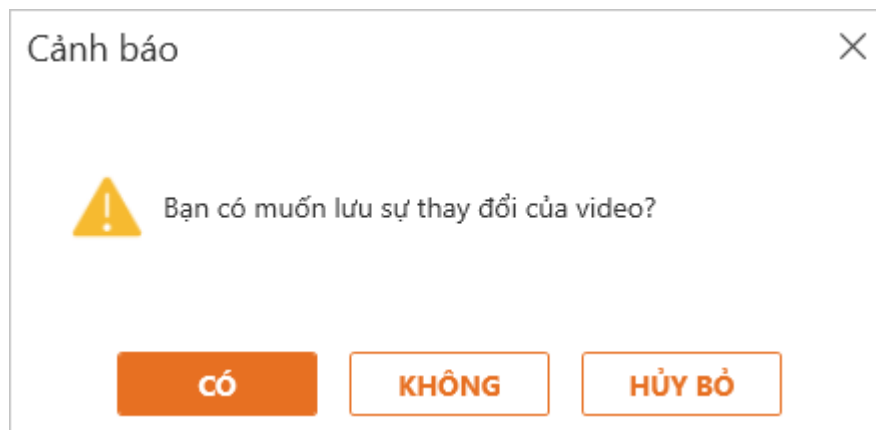 Cảnh báo
Bạn có muốn lưu sự thay đổi của video?
CÓ KHÔNG HỦY BỎ